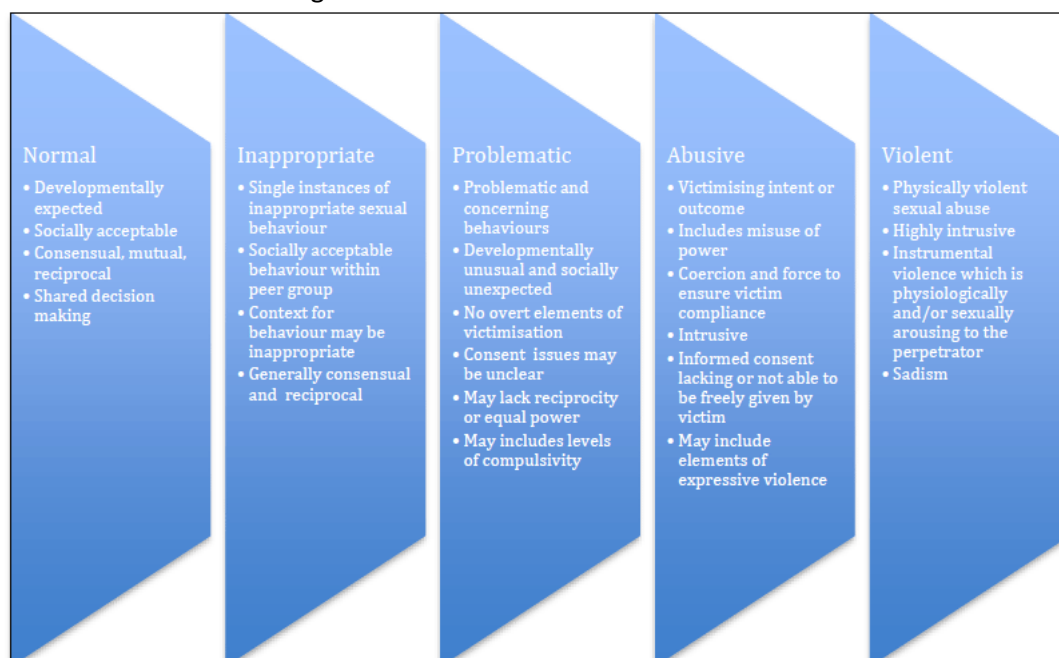 Normal
• Developmentally
expected
• Socially acceptable
• Consensual, mutual,
reciprocal
• Shared decision
making
Inappropriate
• Single instances of
inappropriate sexual
behaviour
• Socially acceptable
behaviour within
peer group
• Context for
behaviour may be
inappropriate
• Generally consensual
and reciprocal
Problematic
• Problematic and
concerning
behaviours
• Developmentally
unusual and socially
unexpected
• No overt elements of
victimisation
• Consent issues may
be unclear
• May lack reciprocity
or equal power
• May includes levels
of compulsivity
Abusive
• Victimising intent or
outcome
• Includes misuse of
power
• Coercion and force to
ensure victim
compliance
• Intrusive
• Informed consent
lacking or not able to
be freely given by
victim
• May include
elements of
expressive violence
Violent
• Physically violent
sexual abuse
• Highly intrusive
• Instrumental
violence which is
physiologically
and/or sexually
arousing to the
perpetrator
• Sadism